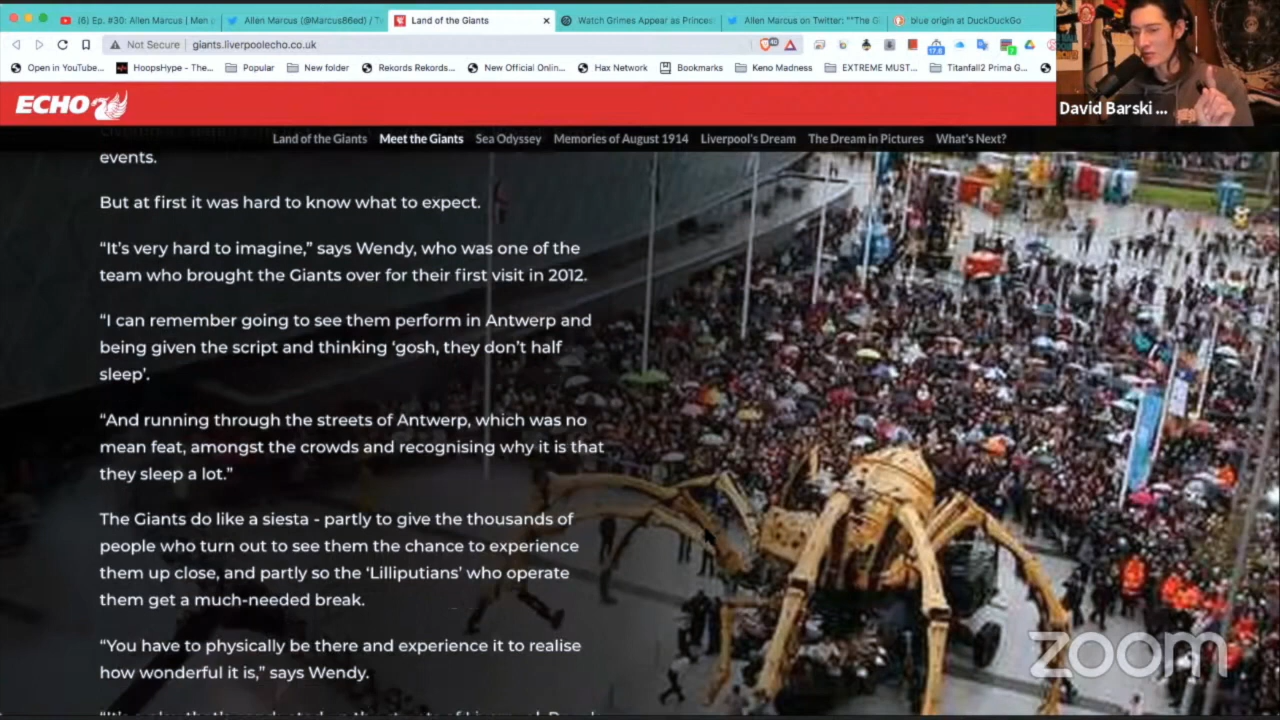 (6) Ep. #30: Allen Marcus | Men o
Allen Marcus (@Marcus86ed) / Tw
Land of the Giants
Watch Grimes Appear as Princes
Allen Marcus on Twitter: "“The G
blue origin at DuckDuckGo
Not Secure
giants.liverpoolecho.co.uk
Open in YouTube...
HoopsHype - The...
Popular
New folder
Rekords Rekords...
New Official Onlin...
Hax Network
Bookmarks
Keno Madness
EXTREME MUST...
Titanfall2 Prima G...
David Barski ...
ECHO
Land of the Giants
Meet the Giants
Sea Odyssey
Memories of August 1914
Liverpool's Dream
The Dream in Pictures
What's Next?
events.
But at first it was hard to know what to expect.
“It’s very hard to imagine,” says Wendy, who was one of the
team who brought the Giants over for their first visit in 2012.
“I can remember going to see them perform in Antwerp and
being given the script and thinking ‘gosh, they don’t half
sleep’.
“And running through the streets of Antwerp, which was no
mean feat, amongst the crowds and recognising why it is that
they sleep a lot.”
The Giants do like a siesta - partly to give the thousands of
people who turn out to see them the chance to experience
them up close, and partly so the ‘Lilliputians’ who operate
them get a much-needed break.
“You have to physically be there and experience it to realise
how wonderful it is,” says Wendy.
zoom